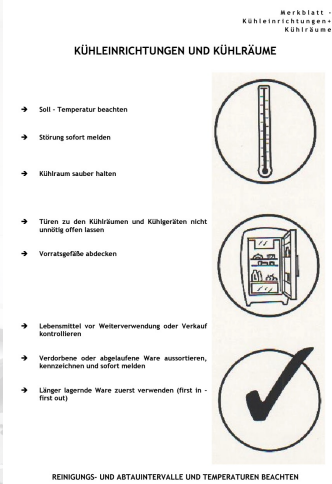 Merkblatt -
Kühleinrichtungen+
Kühlräume
KÜHLEINRICHTUNGEN UND KÜHLRÄUME
➔ Soll - Temperatur beachten
➔ Störung sofort melden
➔ Kühlraum sauber halten
➔ Türen zu den Kühlräumen und Kühlgeräten nicht
unnötig offen lassen
➔ Vorratsgefäße abdecken
➔ Lebensmittel vor Weiterverwendung oder Verkauf
kontrollieren
➔ Verdorbene oder abgelaufene Ware aussortieren,
kennzeichnen und sofort melden
➔ Länger lagernde Ware zuerst verwenden (first in -
first out)
REINIGUNGS- UND ABTAUINTERVALLE UND TEMPERATUREN BEACHTEN